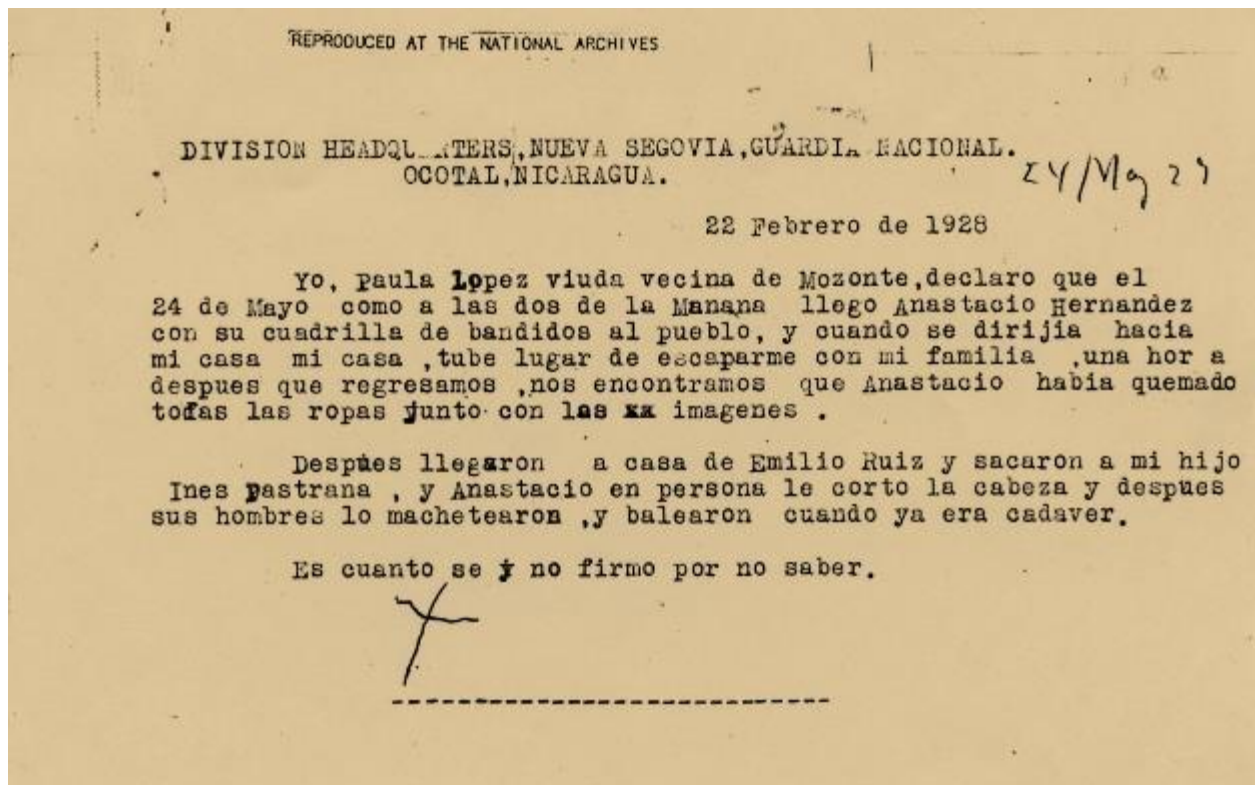 REPRODUCED AT THE NATIONAL ARCHIVES
DIVISION HEADQUARTERS,NUEVA SEGOVIA,GUARDIA NACIONAL.
OCOTAL,NICARAGUA.
24/May 27
22 Febrero de 1928
Yo, Paula Lopez viuda vecina de Mozonte,declaro que el
24 de Mayo como a las dos de la Manana llego Anastacio Hernandez
con su cuadrilla de bandidos al pueblo, y cuando se dirijia hacia
mi casa mi casa ,tube lugar de escaparme con mi familia ,una hor a
despues que regresamos ,nos encontramos que Anastacio habia quemado
todas las ropas junto con las xx imagenes .
Despues llegaron a casa de Emilio Ruiz y sacaron a mi hijo
Ines Pastrana , y Anastacio en persona le corto la cabeza y despues
sus hombres lo machetearon ,y balearon cuando ya era cadaver.
Es cuanto se y no firmo por no saber.
X